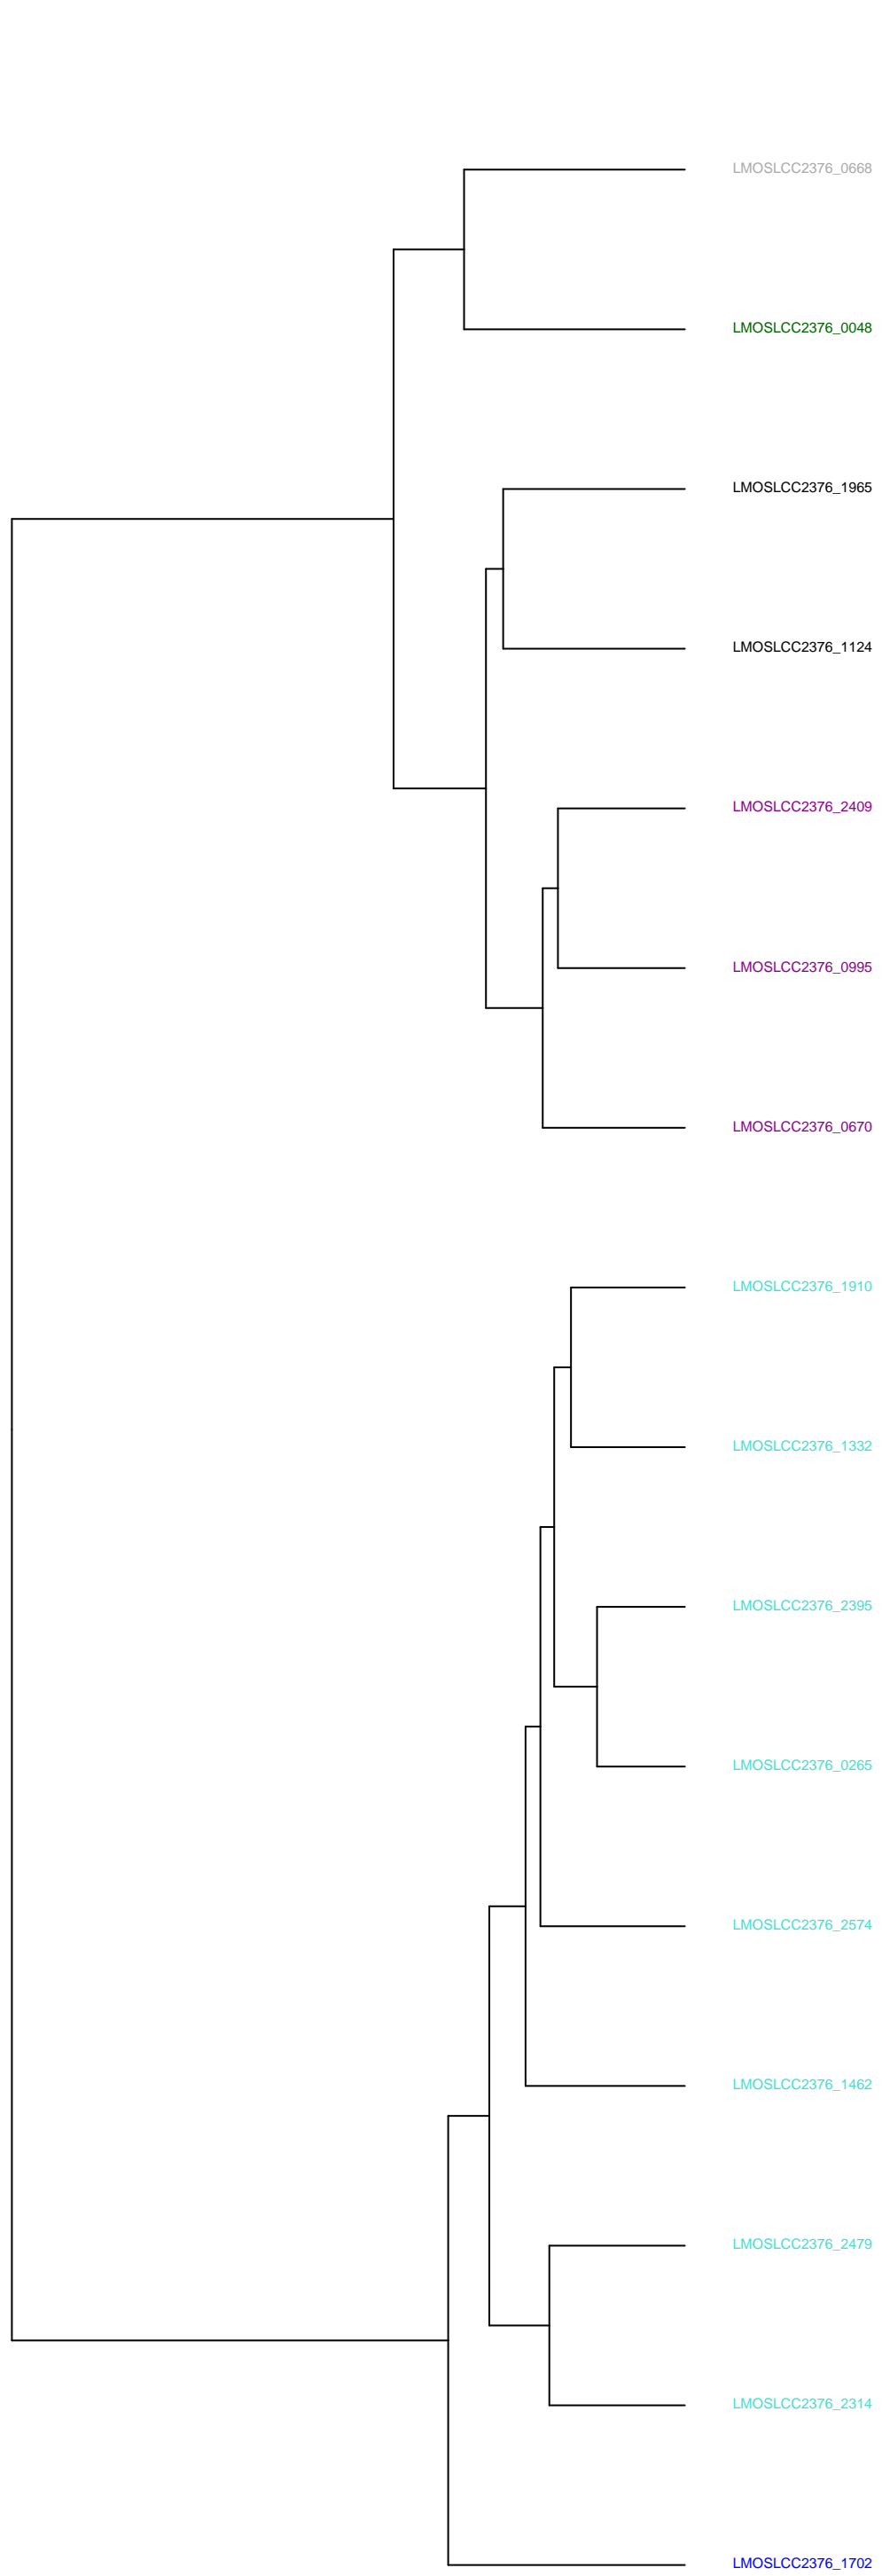 LMOSLCC2376_0668
LMOSLCC2376_0048
LMOSLCC2376_1965
LMOSLCC2376_1124
LMOSLCC2376_2409
LMOSLCC2376_0995
LMOSLCC2376_0670
LMOSLCC2376_1910
LMOSLCC2376_1332
LMOSLCC2376_2395
LMOSLCC2376_0265
LMOSLCC2376_2574
LMOSLCC2376_1462
LMOSLCC2376_2479
LMOSLCC2376_2314
LMOSLCC2376_1702